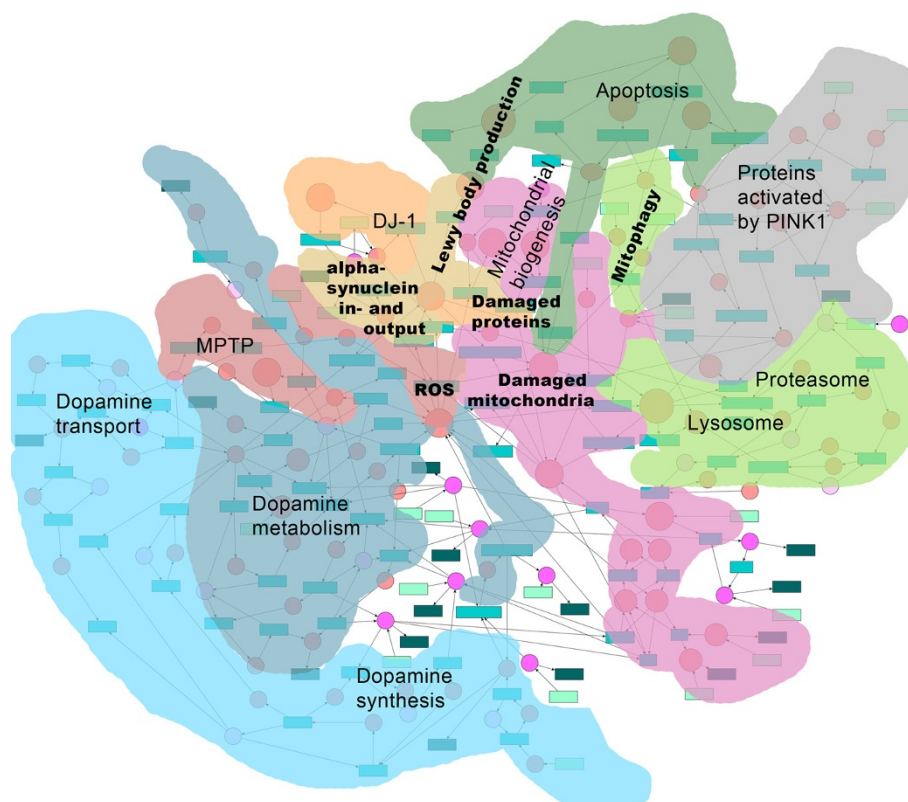 Apoptosis
Lewy body production
Mitochondrial
biogenesis
Mitophagy
Proteins
activated
by PINK1
DJ-1
alpha-
synuclein
in- and
output
Damaged
proteins
MPTP
ROS
Damaged
mitochondria
Proteasome
Lysosome
Dopamine
transport
Dopamine
metabolism
Dopamine
synthesis